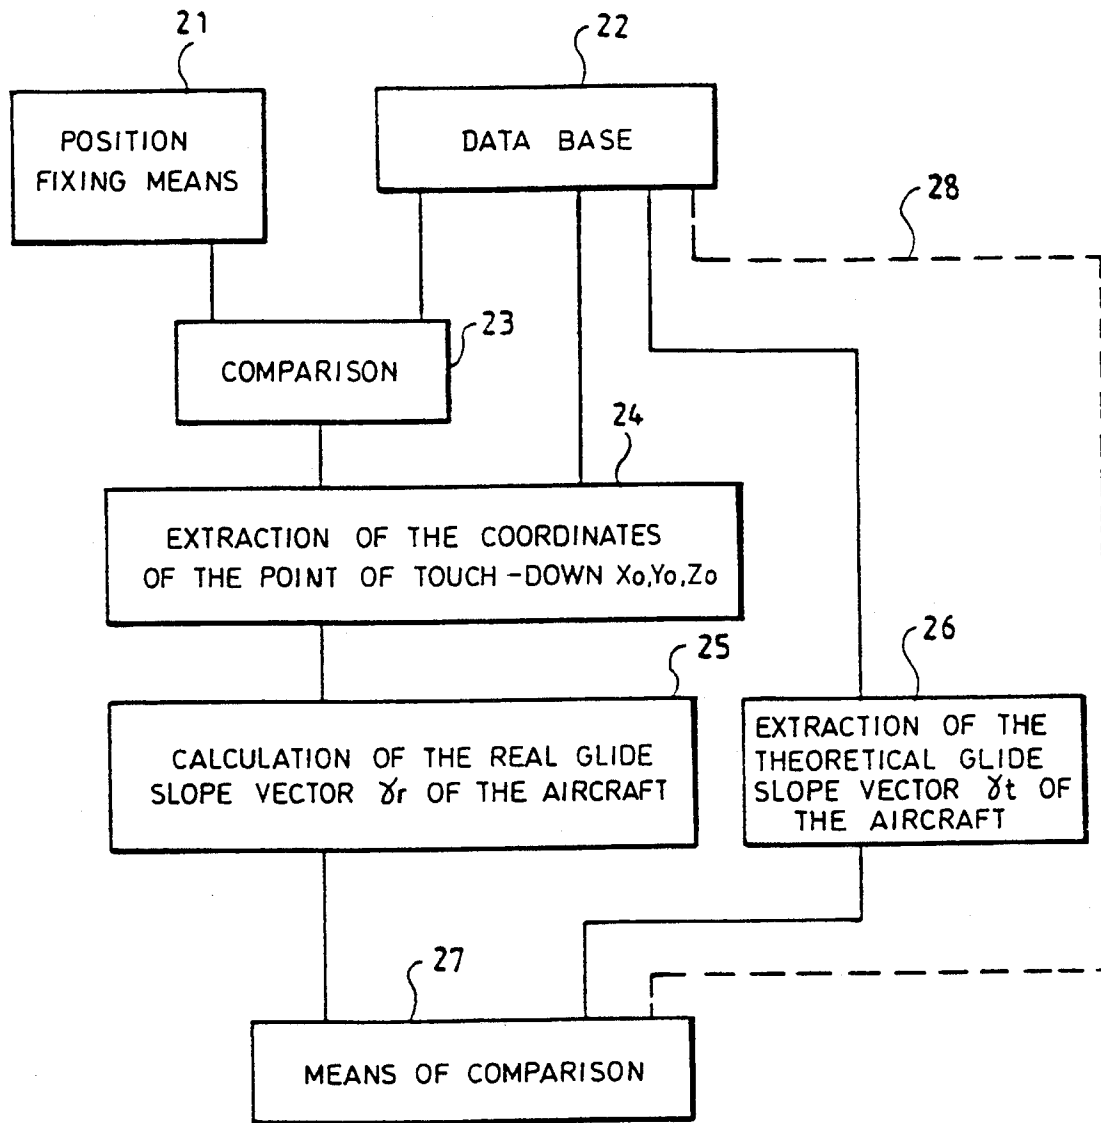 21
22
POSITION
FIXING MEANS
DATA BASE
28
23
COMPARISON
24
EXTRACTION OF THE COORDINATES
OF THE POINT OF TOUCH-DOWN Xo,Yo,Zo
25
26
CALCULATION OF THE REAL GLIDE
SLOPE VECTOR γr OF THE AIRCRAFT
EXTRACTION OF THE
THEORETICAL GLIDE
SLOPE VECTOR γt OF
THE AIRCRAFT
27
MEANS OF COMPARISON